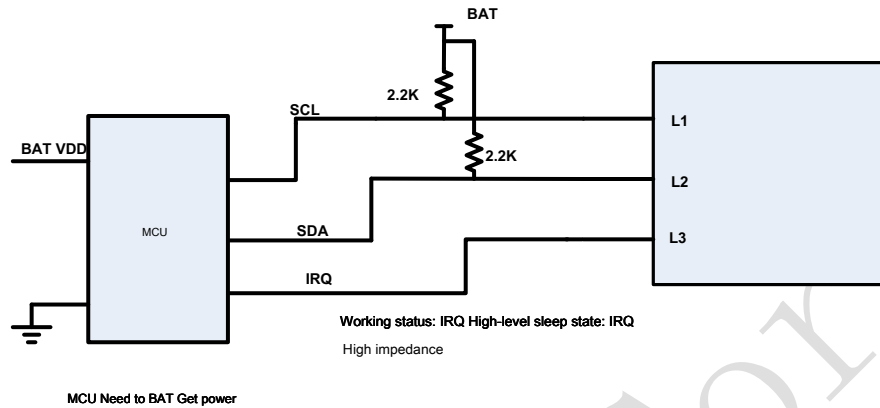 BAT
2.2K
SCL
L1
BAT VDD
2.2K
L2
MCU
SDA
L3
IRQ
Working status: IRQ High-level sleep state: IRQ
High impedance
MCU Need to BAT Get power